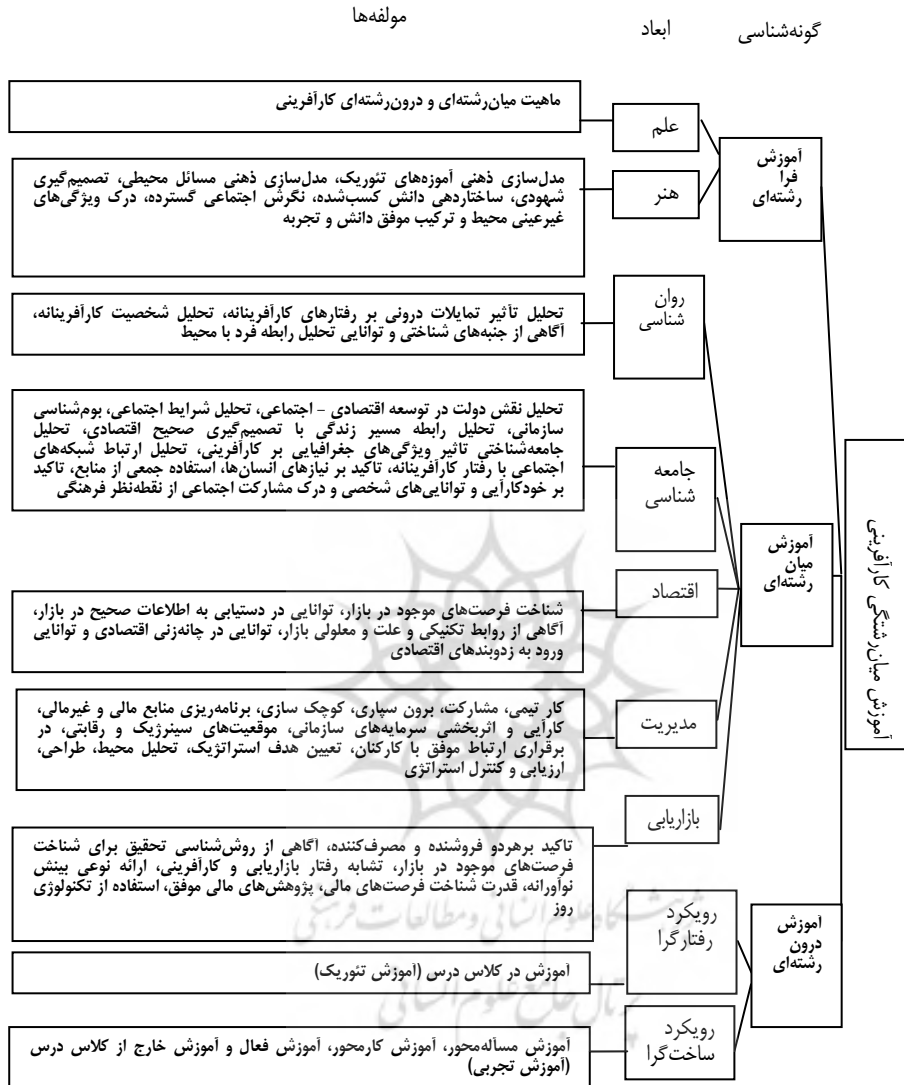 گونه‌شناسی
ابعاد
مولفه‌ها
آموزش میان‌رشتگی کارآفرینی
آموزش
فرا
رشته‌ای
علم
ماهیت میان‌رشته‌ای و درون‌رشته‌ای کارآفرینی
هنر
مدل‌سازی ذهنی آموزه‌های تئوریک، مدل‌سازی ذهنی مسائل محیطی، تصمیم‌گیری
شهودی، ساختاردهی دانش کسب‌شده، نگرش اجتماعی گسترده، درک ویژگی‌های
غیرعینی محیط و ترکیب موفق دانش و تجربه
آموزش
میان
رشته‌ای
روان
شناسی
تحلیل تأثیر تمایلات درونی بر رفتارهای کارآفرینانه، تحلیل شخصیت کارآفرینانه،
آگاهی از جنبه‌های شناختی و توانایی تحلیل رابطه فرد با محیط
جامعه
شناسی
تحلیل نقش دولت در توسعه اقتصادی – اجتماعی، تحلیل شرایط اجتماعی، بوم‌شناسی
سازمانی، تحلیل رابطه مسیر زندگی با تصمیم‌گیری صحیح اقتصادی، تحلیل
جامعه‌شناختی تاثیر ویژگی‌های جغرافیایی بر کارآفرینی، تحلیل ارتباط شبکه‌های
اجتماعی با رفتار کارآفرینانه، تاکید بر نیازهای انسان‌ها، استفاده جمعی از منابع، تاکید
بر خودکارآیی و توانایی‌های شخصی و درک مشارکت اجتماعی از نقطه‌نظر فرهنگی
اقتصاد
شناخت فرصت‌های موجود در بازار، توانایی در دستیابی به اطلاعات صحیح در بازار،
آگاهی از روابط تکنیکی و علت و معلولی بازار، توانایی در چانه‌زنی اقتصادی و توانایی
ورود به زدوبندهای اقتصادی
مدیریت
کار تیمی، مشارکت، برون سپاری، کوچک سازی، برنامه‌ریزی منابع مالی و غیرمالی،
کارآیی و اثربخشی سرمایه‌های سازمانی، موقعیت‌های سینرژیک و رقابتی، در
برقراری ارتباط موفق با کارکنان، تعیین هدف استراتژیک، تحلیل محیط، طراحی،
ارزیابی و کنترل استراتژی
بازاریابی
تاکید برهردو فروشنده و مصرف‌کننده، آگاهی از روش‌شناسی تحقیق برای شناخت
فرصت‌های موجود در بازار، تشابه رفتار بازاریابی و کارآفرینی، ارائه نوعی بینش
نوآورانه، قدرت شناخت فرصت‌های مالی، پژوهش‌های مالی موفق، استفاده از تکنولوژی
روز
آموزش
درون
رشته‌ای
رویکرد
رفتارگرا
آموزش در کلاس درس (آموزش تئوریک)
رویکرد
ساخت‌گرا
آموزش مسأله‌محور، آموزش کارمحور، آموزش فعال و آموزش خارج از کلاس درس
(آموزش تجربی)
پژوهشگاه علوم انسانی و مطالعات فرهنگی
پرتال جامع علوم انسانی